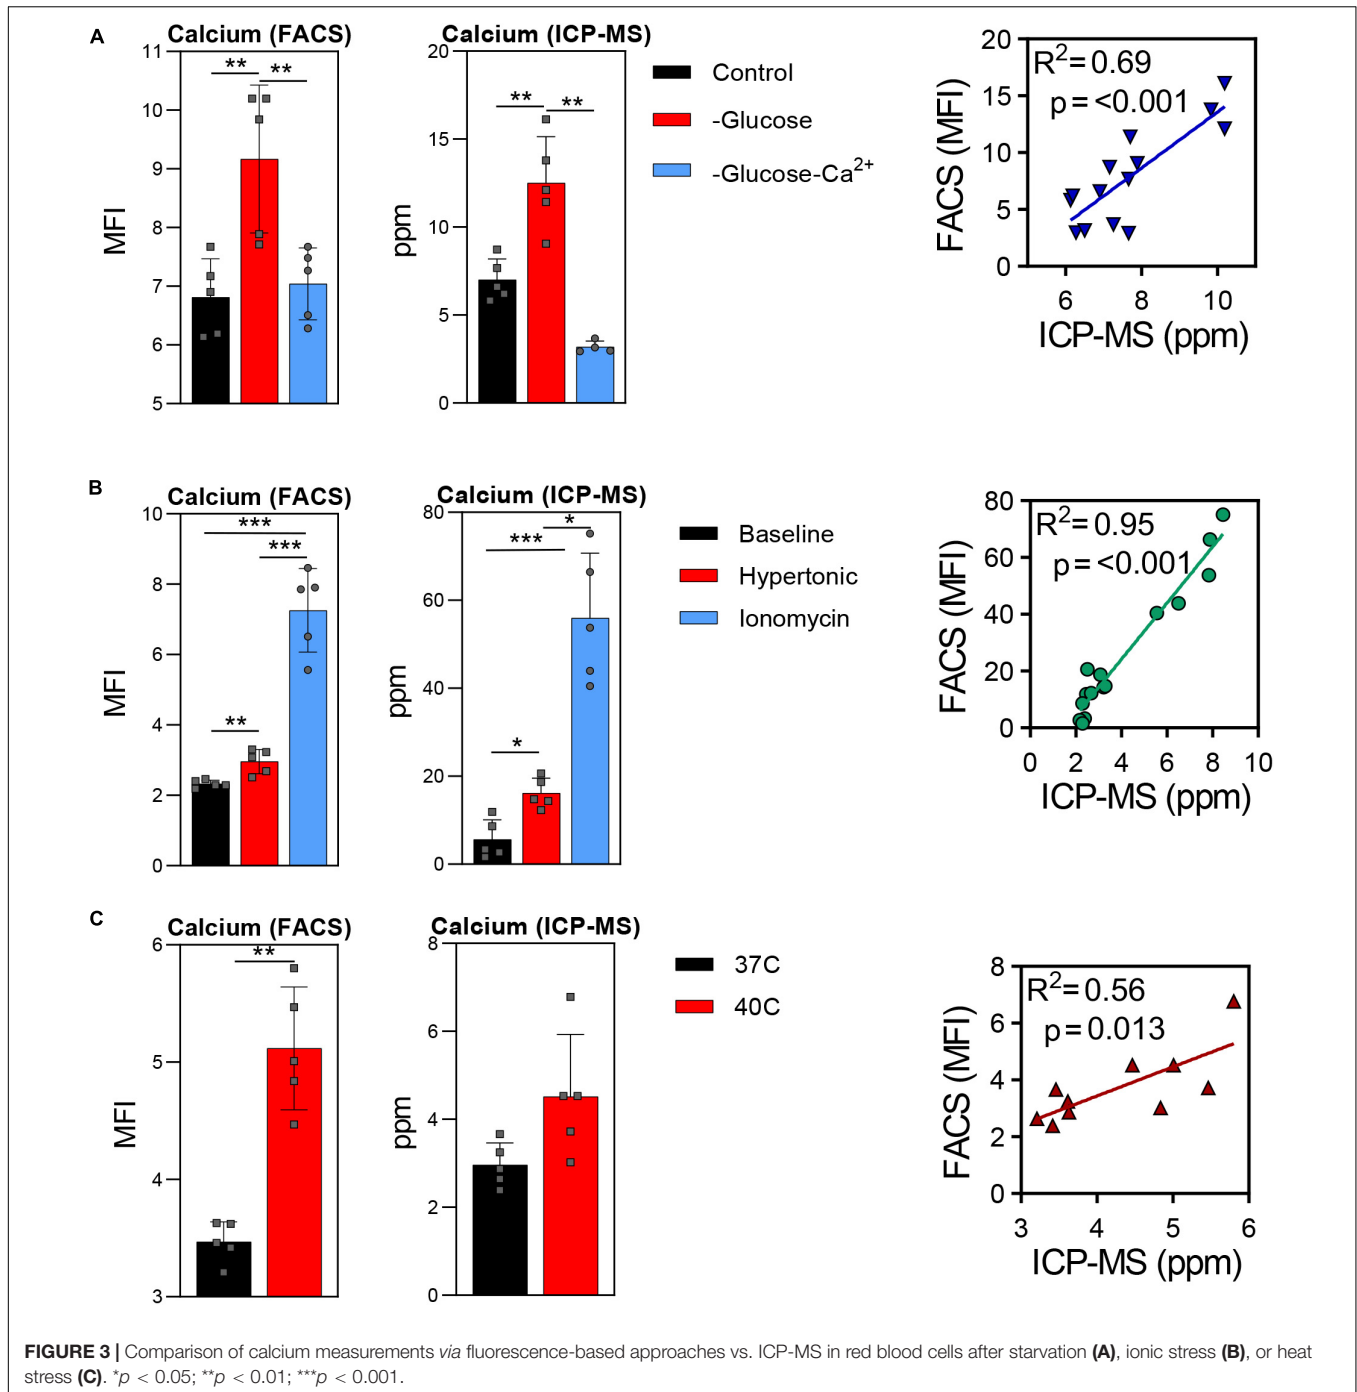 A
Calcium (FACS)
11
10
9
8
7
6
5
MFI
** **
Calcium (ICP-MS)
20
15
10
5
0
ppm
** **
Control
-Glucose
-Glucose-Ca²⁺
R²= 0.69
p = <0.001
20
15
10
5
0
FACS (MFI)
6 8 10
ICP-MS (ppm)
B
Calcium (FACS)
10
8
6
4
2
0
MFI
***
***
**
Calcium (ICP-MS)
80
60
40
20
0
ppm
*
***
*
Baseline
Hypertonic
Ionomycin
R²= 0.95
p = <0.001
80
60
40
20
0
FACS (MFI)
0 2 4 6 8 10
ICP-MS (ppm)
C
Calcium (FACS)
6
5
4
3
MFI
**
Calcium (ICP-MS)
8
6
4
2
0
ppm
37C
40C
R²= 0.56
p = 0.013
8
6
4
2
0
FACS (MFI)
3 4 5 6
ICP-MS (ppm)
FIGURE 3 | Comparison of calcium measurements via fluorescence-based approaches vs. ICP-MS in red blood cells after starvation (A), ionic stress (B), or heat
stress (C). *p < 0.05; **p < 0.01; ***p < 0.001.